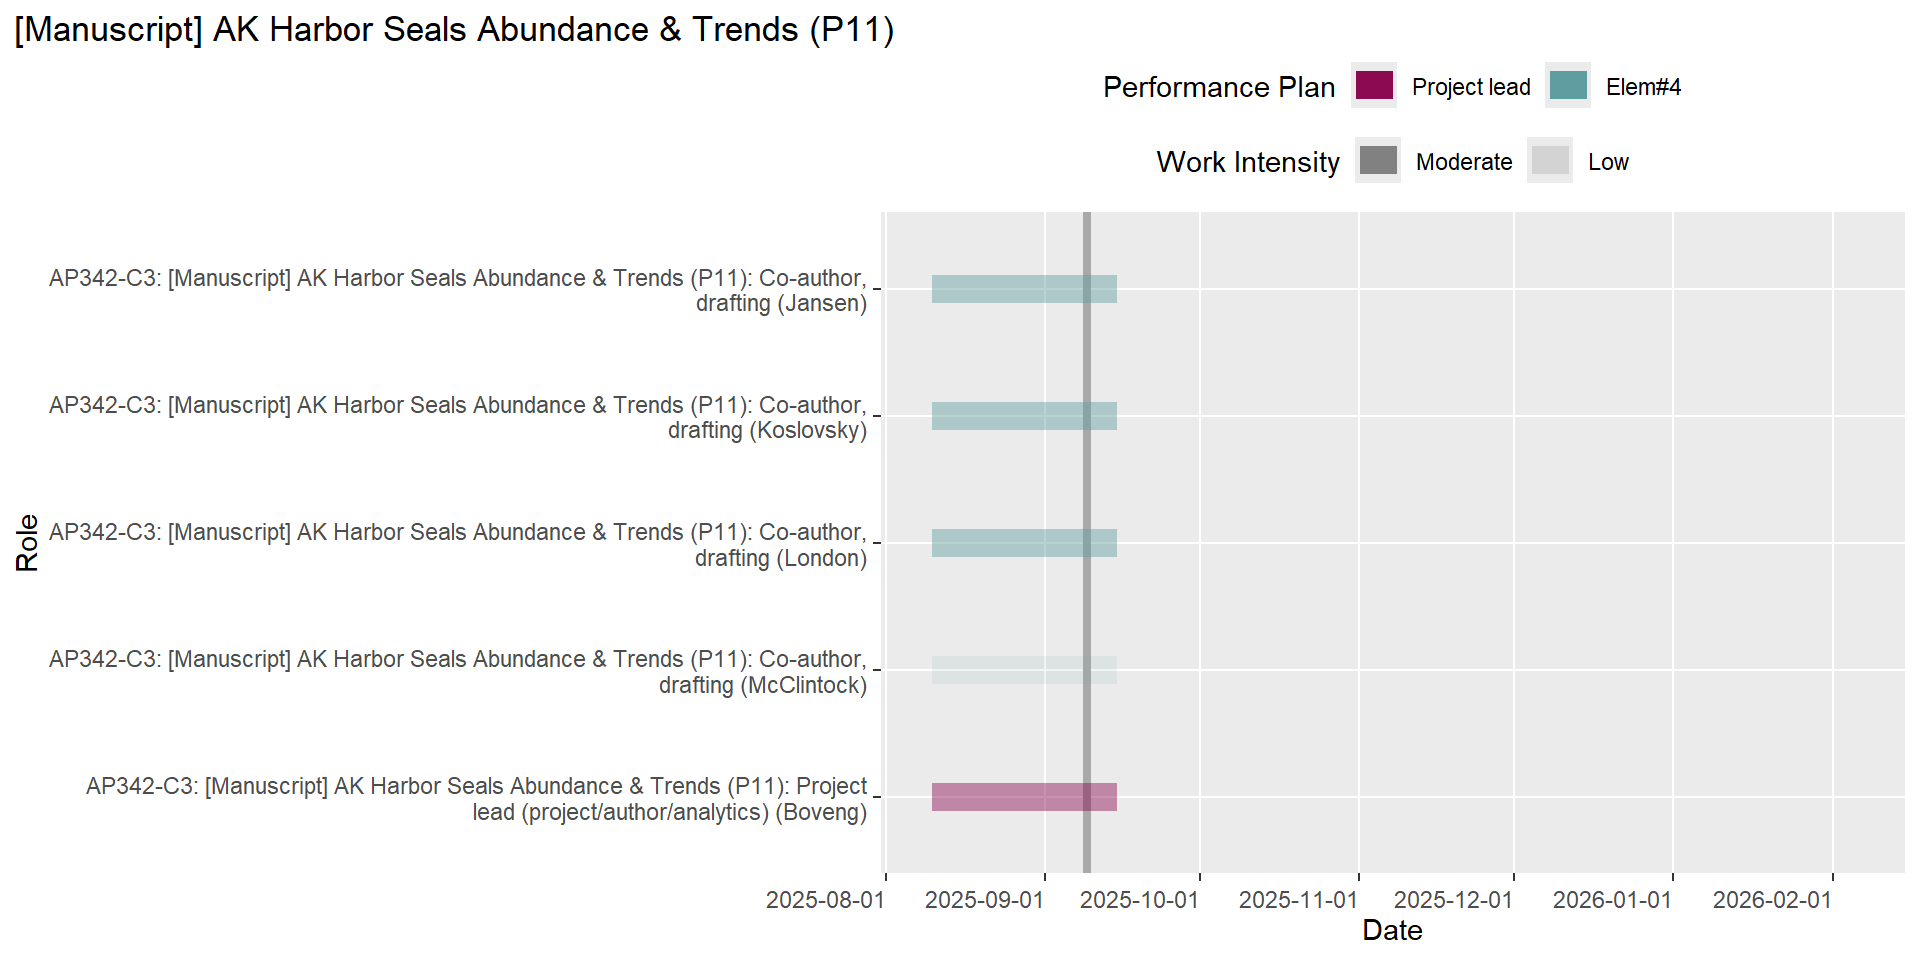 [Manuscript] AK Harbor Seals Abundance & Trends (P11)
Performance Plan Project lead Elem#4
Work Intensity Moderate Low
AP342-C3: [Manuscript] AK Harbor Seals Abundance & Trends (P11): Co-author,
drafting (Jansen)
AP342-C3: [Manuscript] AK Harbor Seals Abundance & Trends (P11): Co-author,
drafting (Koslovsky)
AP342-C3: [Manuscript] AK Harbor Seals Abundance & Trends (P11): Co-author,
drafting (London)
AP342-C3: [Manuscript] AK Harbor Seals Abundance & Trends (P11): Co-author,
drafting (McClintock)
AP342-C3: [Manuscript] AK Harbor Seals Abundance & Trends (P11): Project
lead (project/author/analytics) (Boveng)
Role
2025-08-01 2025-09-01 2025-10-01 2025-11-01 2025-12-01 2026-01-01 2026-02-01
Date